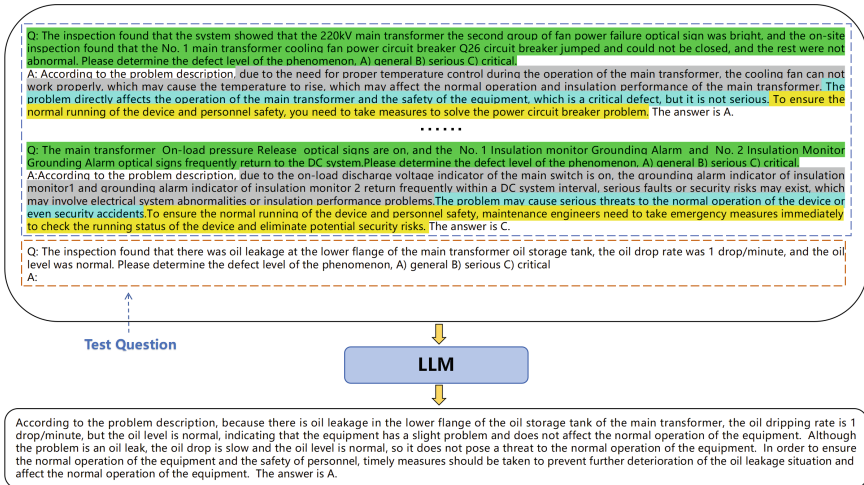 Q: The inspection found that the system showed that the 220kV main transformer the second group of fan power failure optical sign was bright, and the on-site
inspection found that the No. 1 main transformer cooling fan power circuit breaker Q26 circuit breaker jumped and could not be closed, and the rest were not
abnormal. Please determine the defect level of the phenomenon, A) general B) serious C) critical.
A: According to the problem description, due to the need for proper temperature control during the operation of the main transformer, the cooling fan can not
work properly, which may cause the temperature to rise, which may affect the normal operation and insulation performance of the main transformer. The
problem directly affects the operation of the main transformer and the safety of the equipment, which is a critical defect, but it is not serious. To ensure the
normal running of the device and personnel safety, you need to take measures to solve the power circuit breaker problem. The answer is A.
......
Q: The main transformer On-load pressure Release optical signs are on, and the No. 1 Insulation monitor Grounding Alarm and No. 2 Insulation Monitor
Grounding Alarm optical signs frequently return to the DC system.Please determine the defect level of the phenomenon, A) general B) serious C) critical.
A:According to the problem description, due to the on-load discharge voltage indicator of the main switch is on, the grounding alarm indicator of insulation
monitor1 and grounding alarm indicator of insulation monitor 2 return frequently within a DC system interval, serious faults or security risks may exist, which
may involve electrical system abnormalities or insulation performance problems.The problem may cause serious threats to the normal operation of the device or
even security accidents.To ensure the normal running of the device and personnel safety, maintenance engineers need to take emergency measures immediately
to check the running status of the device and eliminate potential security risks. The answer is C.
Q: The inspection found that there was oil leakage at the lower flange of the main transformer oil storage tank, the oil drop rate was 1 drop/minute, and the oil
level was normal. Please determine the defect level of the phenomenon, A) general B) serious C) critical
A:
Test Question
LLM
According to the problem description, because there is oil leakage in the lower flange of the oil storage tank of the main transformer, the oil dripping rate is 1
drop/minute, but the oil level is normal, indicating that the equipment has a slight problem and does not affect the normal operation of the equipment. Although
the problem is an oil leak, the oil drop is slow and the oil level is normal, so it does not pose a threat to the normal operation of the equipment. In order to ensure
the normal operation of the equipment and the safety of personnel, timely measures should be taken to prevent further deterioration of the oil leakage situation and
affect the normal operation of the equipment. The answer is A.